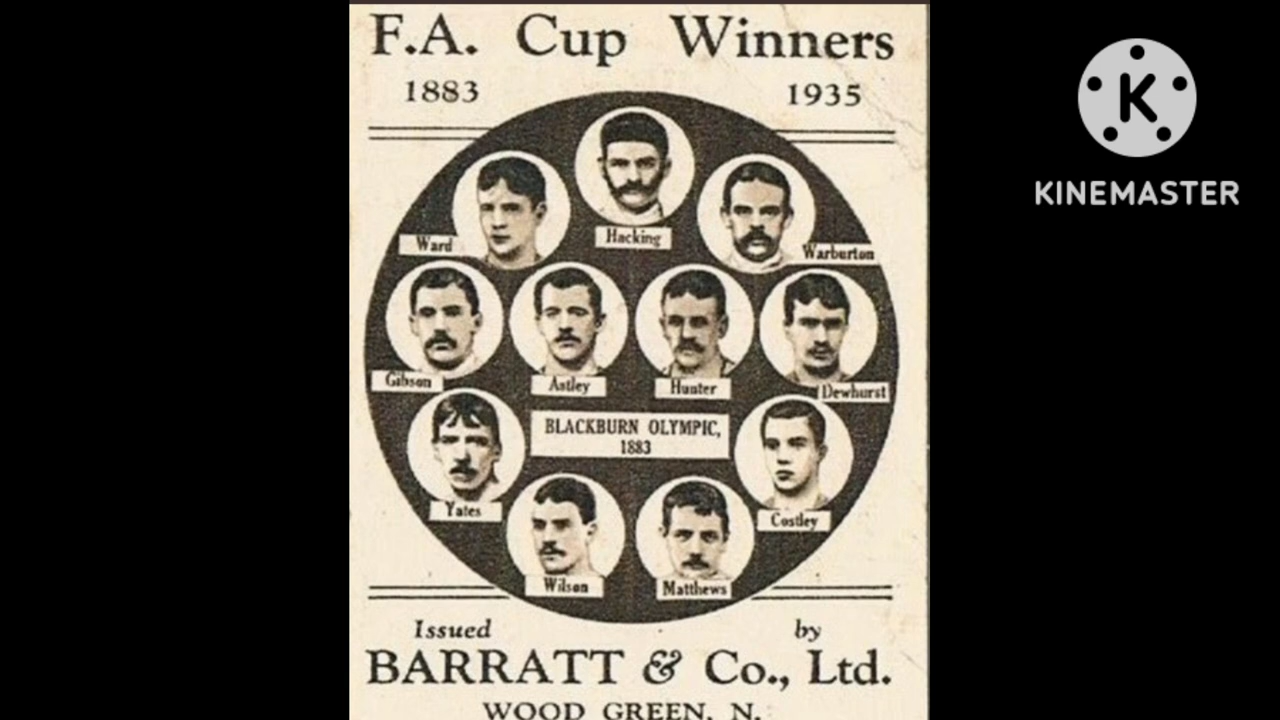 F.A. Cup Winners
1883 1935
Hacking
Ward
Warburton
Gibson
Astley
Hunter
Dewhurst
BLACKBURN OLYMPIC,
1883
Yates
Costley
Wilson
Matthews
Issued by
BARRATT & Co., Ltd.
WOOD GREEN, N.
K
KINEMASTER